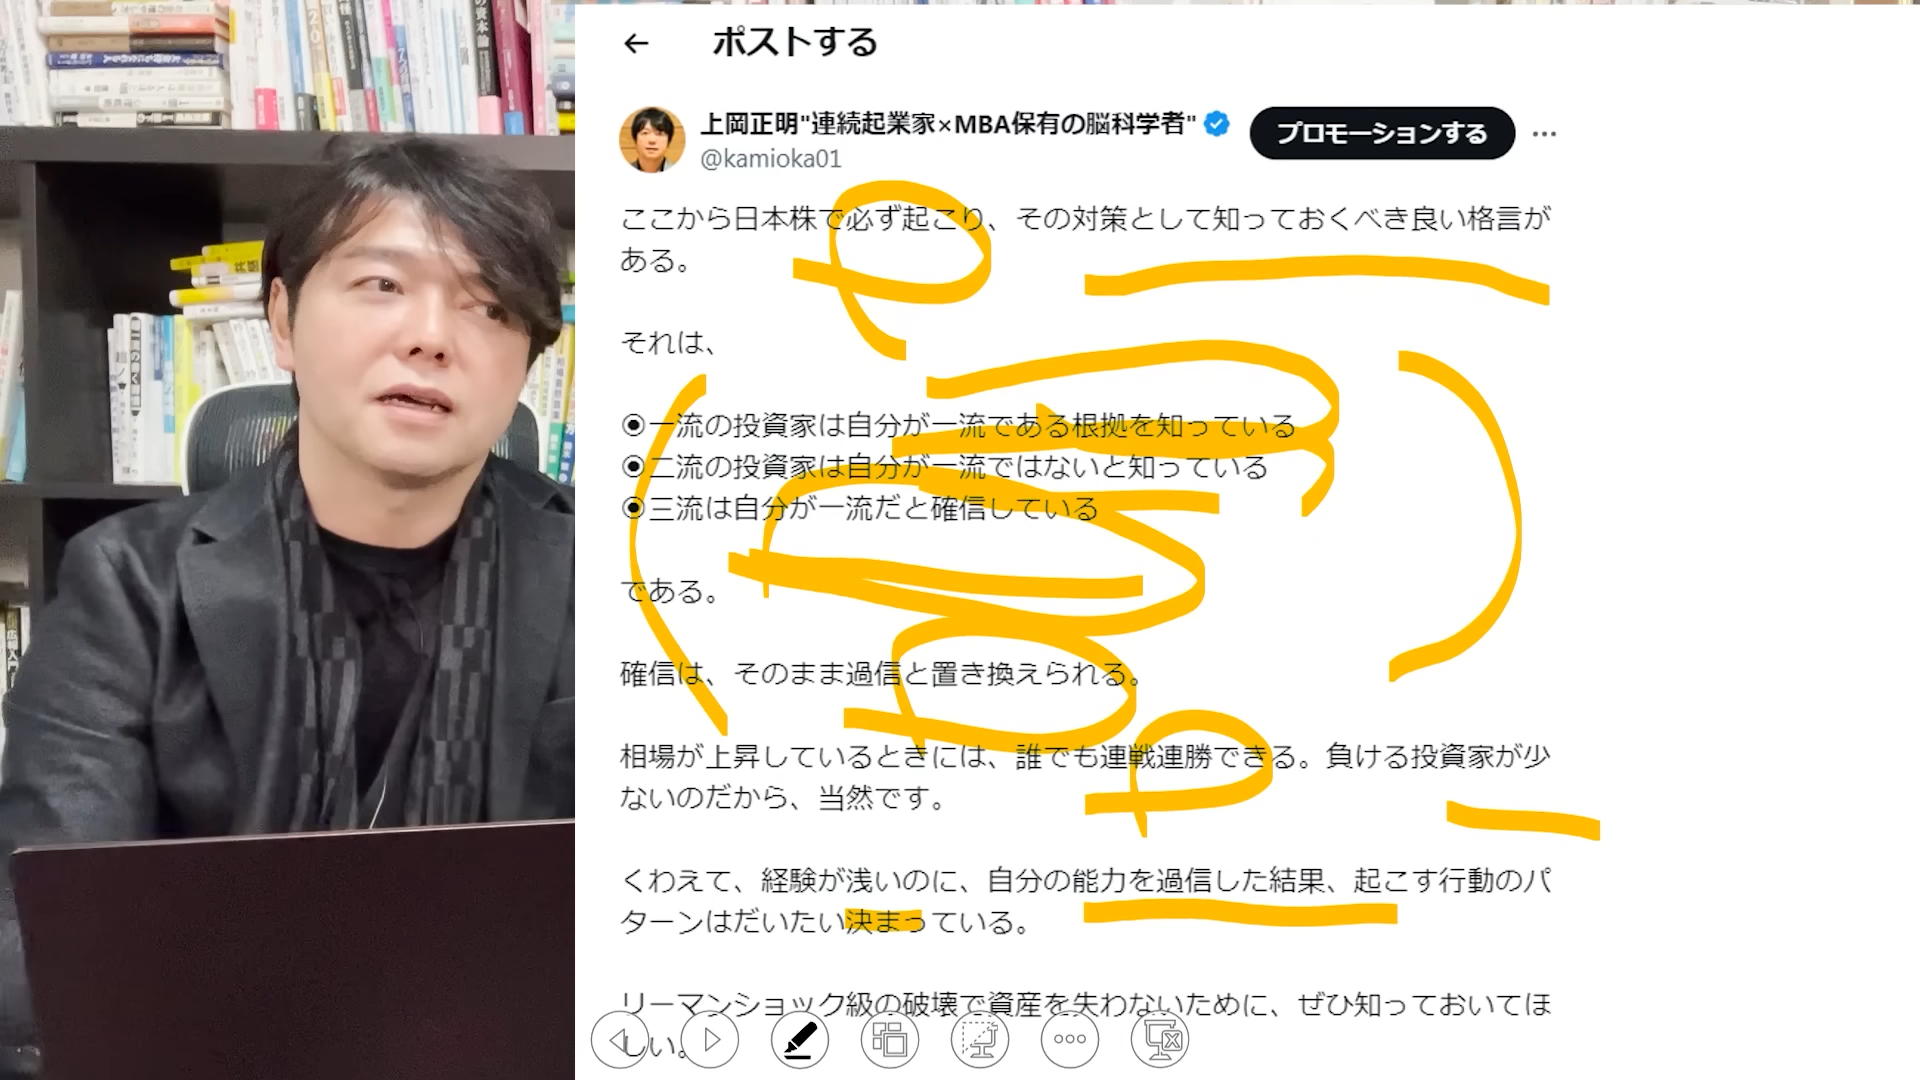 ポストする
上岡正明"連続起業家×MBA保有の脳科学者"
@kamioka01
プロモーションする
ここから日本株で必ず起こり、その対策として知っておくべき良い格言が
ある。
それは、
◉一流の投資家は自分が一流である根拠を知っている
◉二流の投資家は自分が一流ではないと知っている
◉三流は自分が一流だと確信している
である。
確信は、そのまま過信と置き換えられる。
相場が上昇しているときには、誰でも連戦連勝できる。負ける投資家が少
ないのだから、当然です。
くわえて、経験が浅いのに、自分の能力を過信した結果、起こす行動のパ
ターンはだいたい決まっている。
リーマンショック級の破壊で資産を失わないために、ぜひ知っておいてほ
しい。